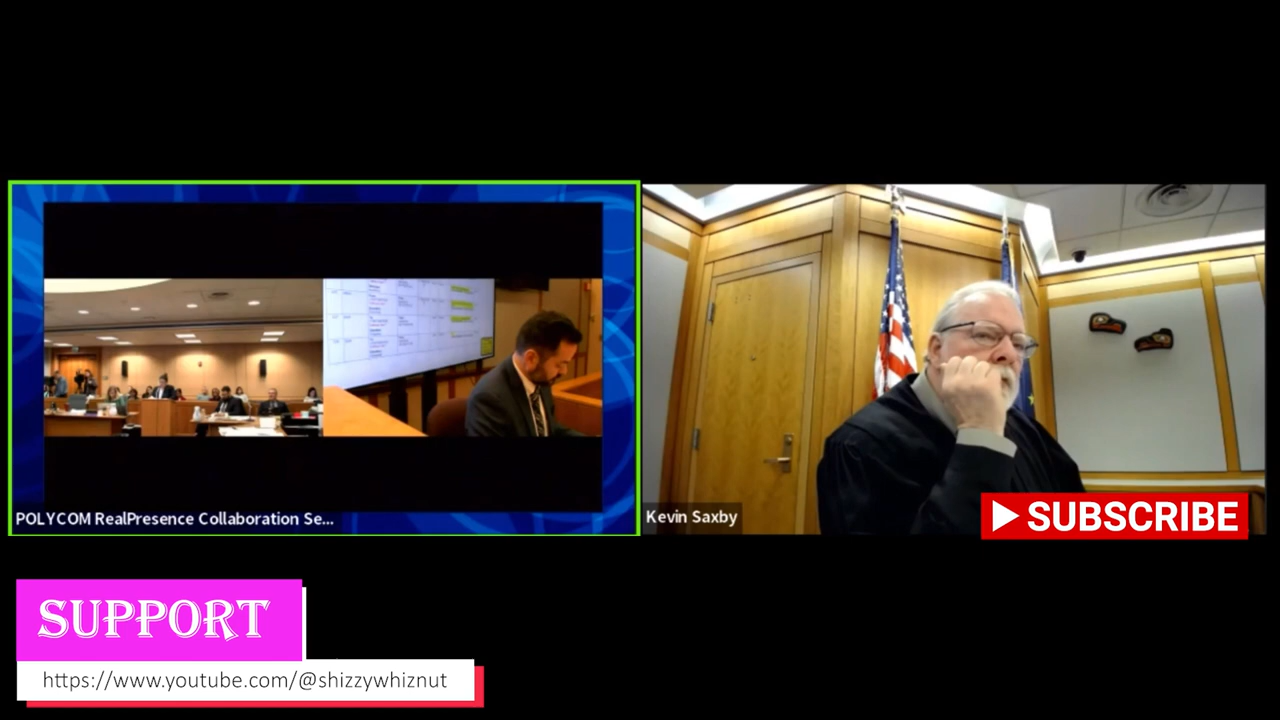 POLYCOM RealPresence Collaboration Se...
Kevin Saxby
SUBSCRIBE
SUPPORT
https://www.youtube.com/@shizzywhiznut